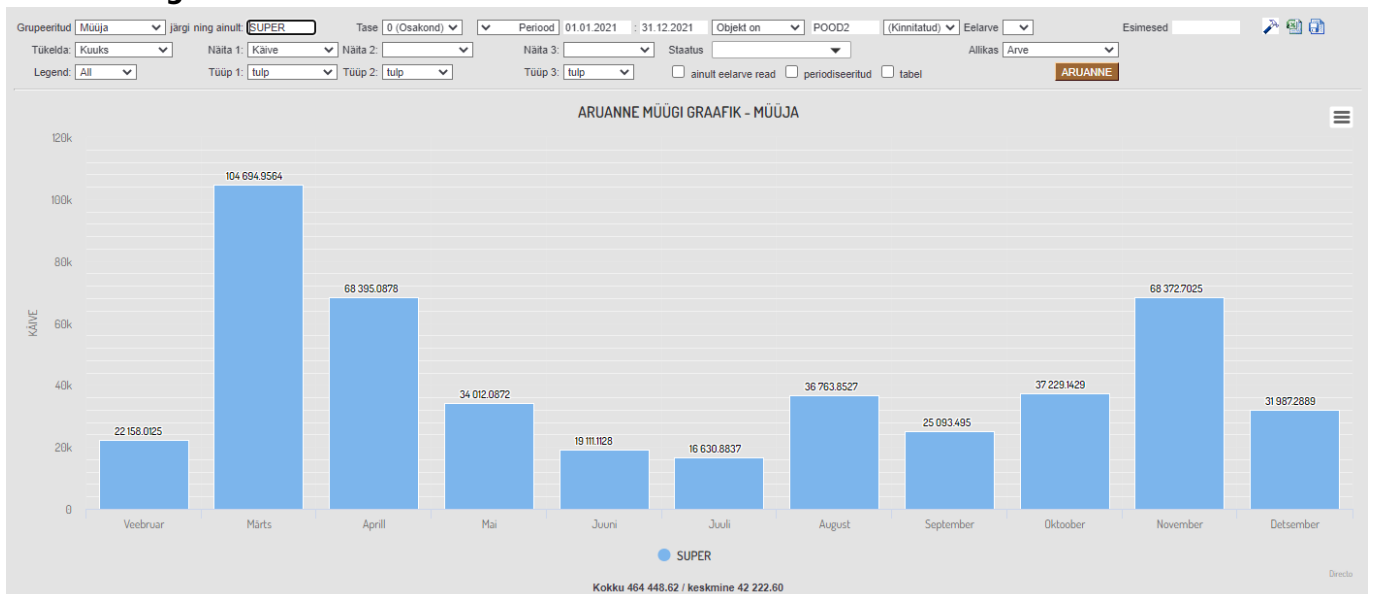 Grupeeritud Müüja järgi ning ainult: SUPER Tase 0 (Osakond) Periood 01.01.2021 : 31.12.2021 Objekt on POOD2 (Kinnitatud) Eelarve Esimesed
Tükelda: Kuuks Näita 1: Käive Näita 2: Näita 3: Staatus Allikas Arve
Legend: All Tüüp 1: tulp Tüüp 2: tulp Tüüp 3: tulp ainult eelarve read periodiseeritud tabel ARUANNE
ARUANNE MÜÜGI GRAAFIK - MÜÜJA
120k
104 694.9564
100k
80k
68 395.0878
68 372.7025
KÄIVE
60k
40k
34 012.0872
36 763.8527
37 229.1429
31 987.2889
22 158.0125
19 111.1128
16 630.8837
25 093.495
20k
0
Veebruar Märts Aprill Mai Juuni Juuli August September Oktoober November Detsember
SUPER
Directo
Kokku 464 448.62 / keskmine 42 222.60